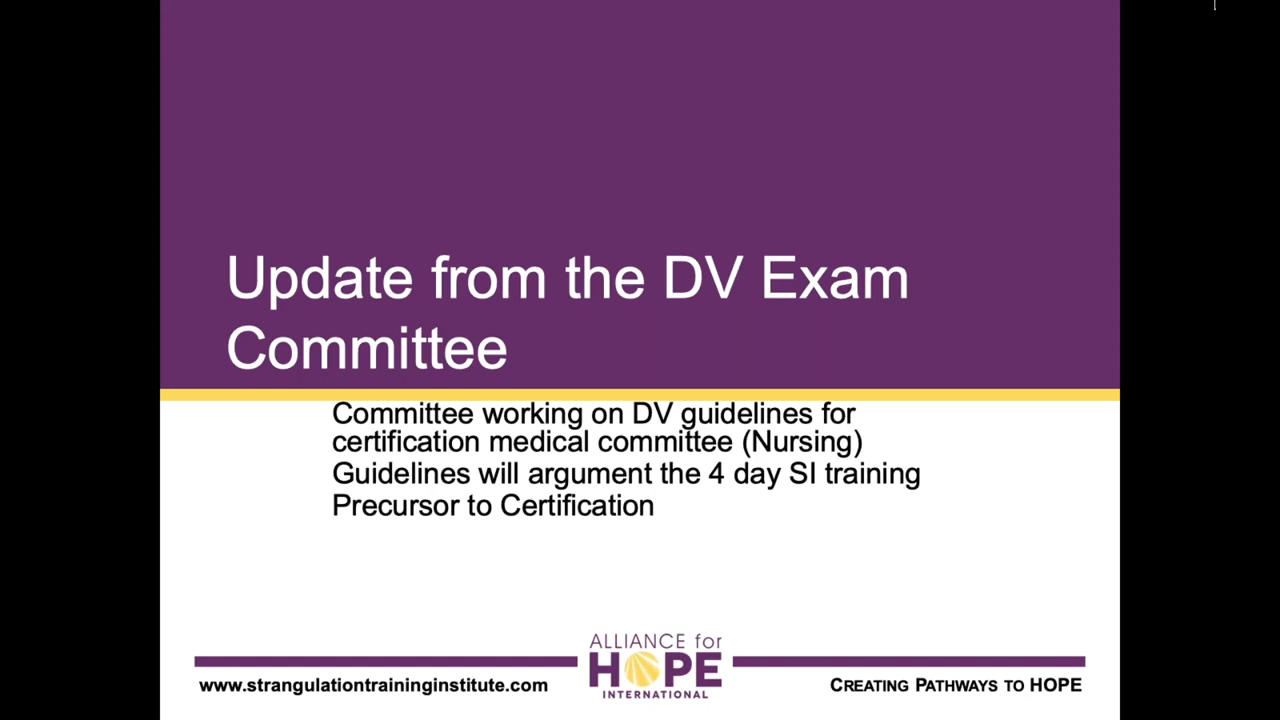 Update from the DV Exam
Committee
Committee working on DV guidelines for
certification medical committee (Nursing)
Guidelines will argument the 4 day SI training
Precursor to Certification
ALLIANCE for
HOPE
INTERNATIONAL
www.strangulationtraininginstitute.com
CREATING PATHWAYS TO HOPE